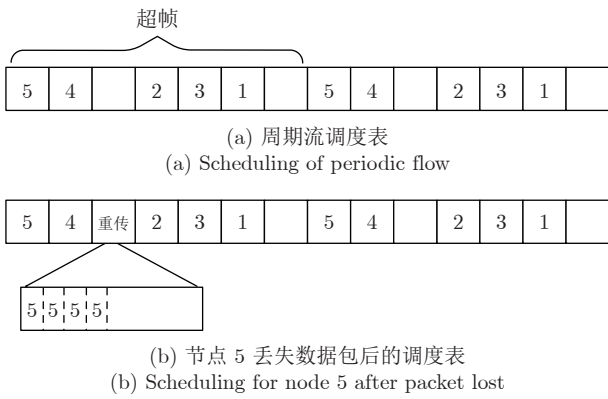 超帧
5 4 2 3 1 5 4 2 3 1
(a) 周期流调度表
(a) Scheduling of periodic flow
5 4 重传 2 3 1 5 4 2 3 1
5 5 5 5
(b) 节点 5 丢失数据包后的调度表
(b) Scheduling for node 5 after packet lost